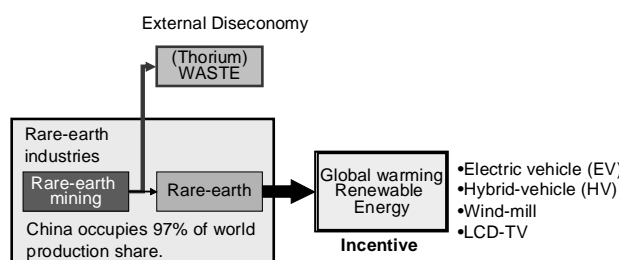 External Diseconomy
(Thorium)
WASTE
Rare-earth
industries
Rare-earth
mining
Rare-earth
China occupies 97% of world
production share.
Global warming
Renewable
Energy
Incentive
•Electric vehicle (EV)
•Hybrid-vehicle (HV)
•Wind-mill
•LCD-TV